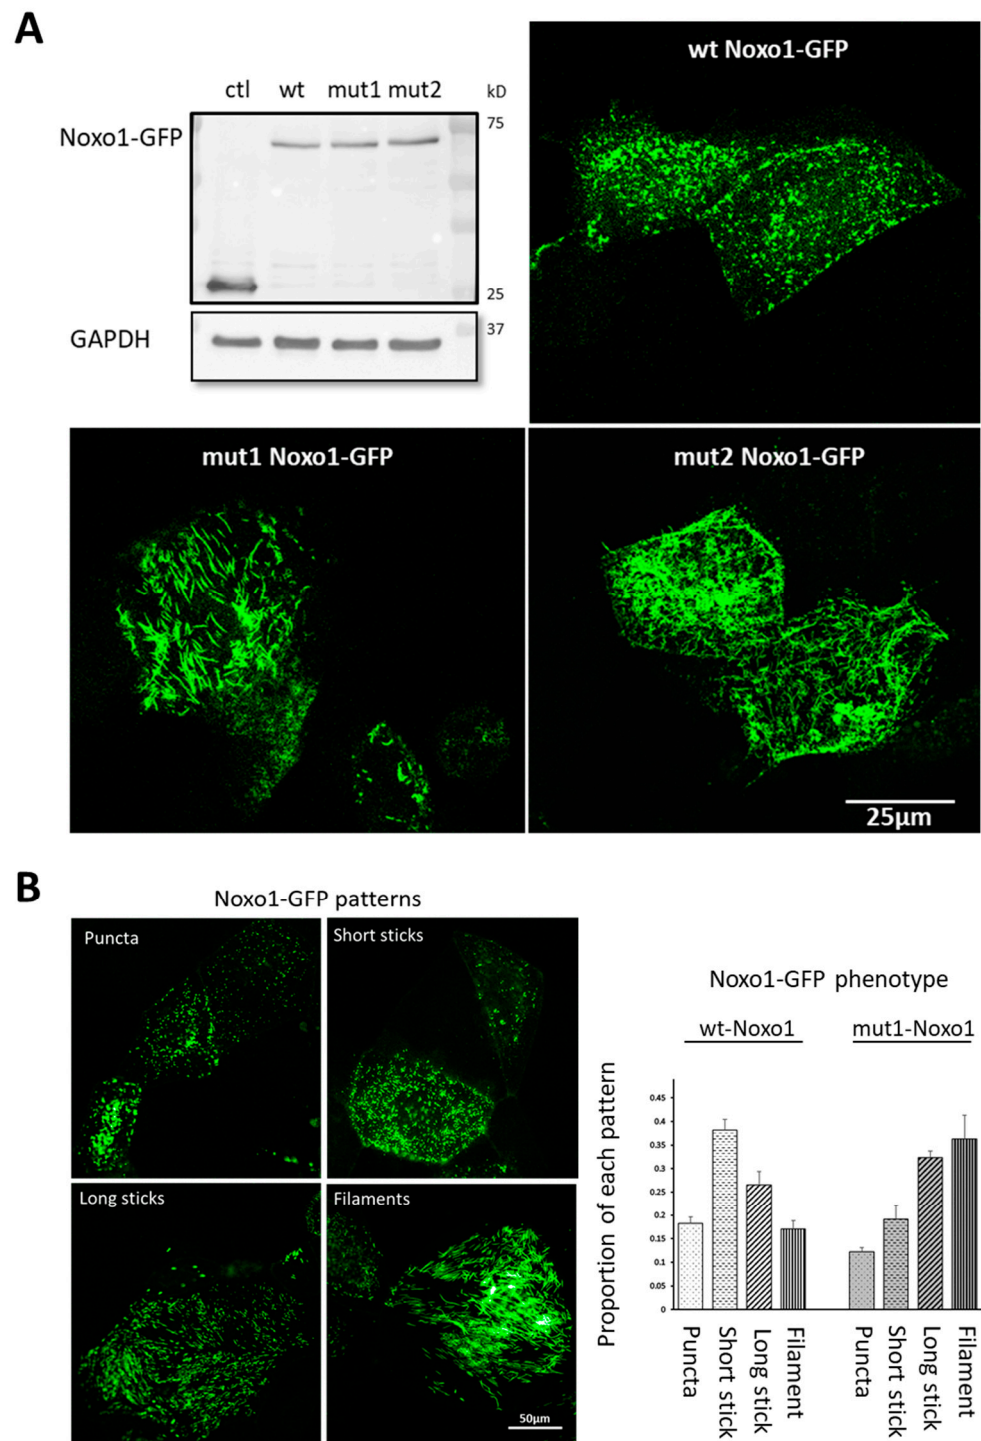 A
ctl wt mut1 mut2 kD
Noxo1-GFP
75
25
GAPDH
37
wt Noxo1-GFP
mut1 Noxo1-GFP
mut2 Noxo1-GFP
25µm
B
Noxo1-GFP patterns
Puncta
Short sticks
Long sticks
Filaments
50µm
Noxo1-GFP phenotype
wt-Noxo1 mut1-Noxo1
Proportion of each pattern
0.45
0.4
0.35
0.3
0.25
0.2
0.15
0.1
0.05
0
Puncta
Short stick
Long stick
Filament
Puncta
Short stick
Long stick
Filament